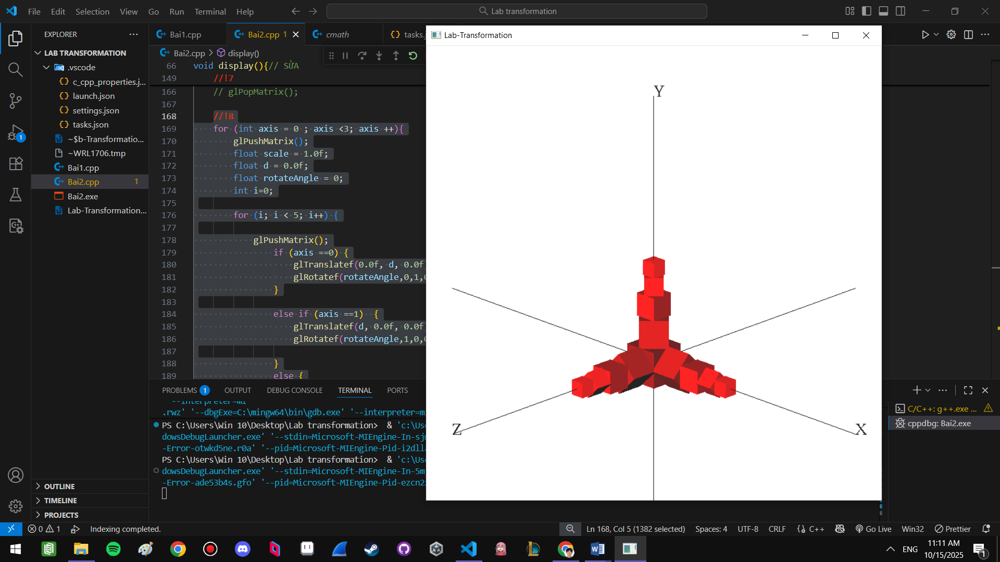 File Edit Selection View Go Run Terminal Help
Lab transformation
EXPLORER
LAB TRANSFORMATION
.vscode
c_cpp_properties.j...
launch.json
settings.json
tasks.json
~$b-Transformatio...
~WRL1706.tmp
Bai1.cpp
Bai2.cpp 1
Bai2.exe
Lab-Transformation...
OUTLINE
TIMELINE
PROJECTS
1
Bai1.cpp
Bai2.cpp 1
cmath
tasks.j
Bai2.cpp > display()
66 void display(){// SỬA
149 //!7
166 // glPopMatrix();
167
168 //!8
169 for (int axis = 0 ; axis <3; axis ++){
170 glPushMatrix();
171 float scale = 1.0f;
172 float d = 0.0f;
173 float rotateAngle = 0;
174 int i=0;
175
176 for (i; i < 5; i++) {
177
178 glPushMatrix();
179 if (axis ==0) {
180 glTranslatef(0.0f, d, 0.0f
181 glRotatef(rotateAngle,0,1,
182 }
183
184 else if (axis ==1) {
185 glTranslatef(d, 0.0f, 0.0f
186 glRotatef(rotateAngle,1,0,
187
188 }
189 else {
Lab-Transformation
Y
Z
X
PROBLEMS 1 OUTPUT DEBUG CONSOLE TERMINAL PORTS
--interpreter=mi
.rwz' '--dbgExe=C:\mingw64\bin\gdb.exe' '--interpreter=m
PS C:\Users\Win 10\Desktop\Lab transformation> & 'c:\Use
dowsDebugLauncher.exe' '--stdin=Microsoft-MIEngine-In-sj
-Error-otwkd5ne.r0a' '--pid=Microsoft-MIEngine-Pid-i2dll
PS C:\Users\Win 10\Desktop\Lab transformation> & 'c:\Use
dowsDebugLauncher.exe' '--stdin=Microsoft-MIEngine-In-5m
-Error-ade53b4s.gfo' '--pid=Microsoft-MIEngine-Pid-ezcn2
C/C++: g++.exe ...
cppdbg: Bai2.exe
0 1
Indexing completed.
Ln 168, Col 5 (1382 selected) Spaces: 4 UTF-8 CRLF C++ Go Live Win32 Prettier
ENG
11:11 AM
10/15/2025
1